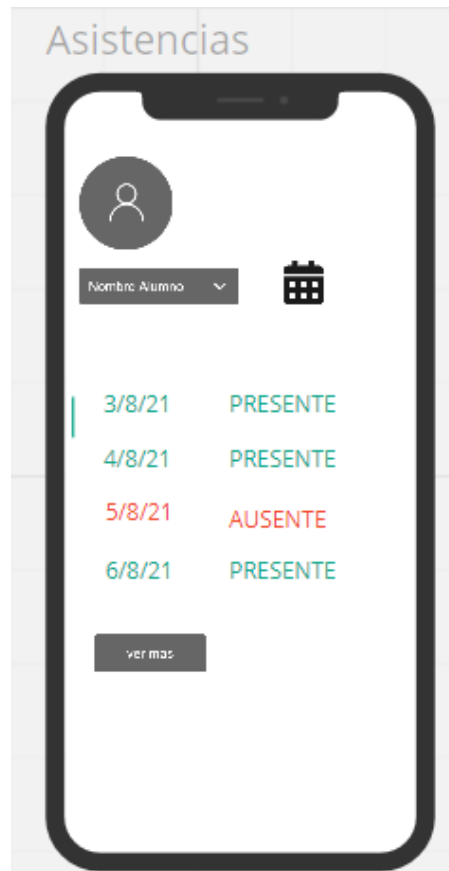 Asistencias
Nombre Alumno
3/8/21 PRESENTE
4/8/21 PRESENTE
5/8/21 AUSENTE
6/8/21 PRESENTE
ver mas